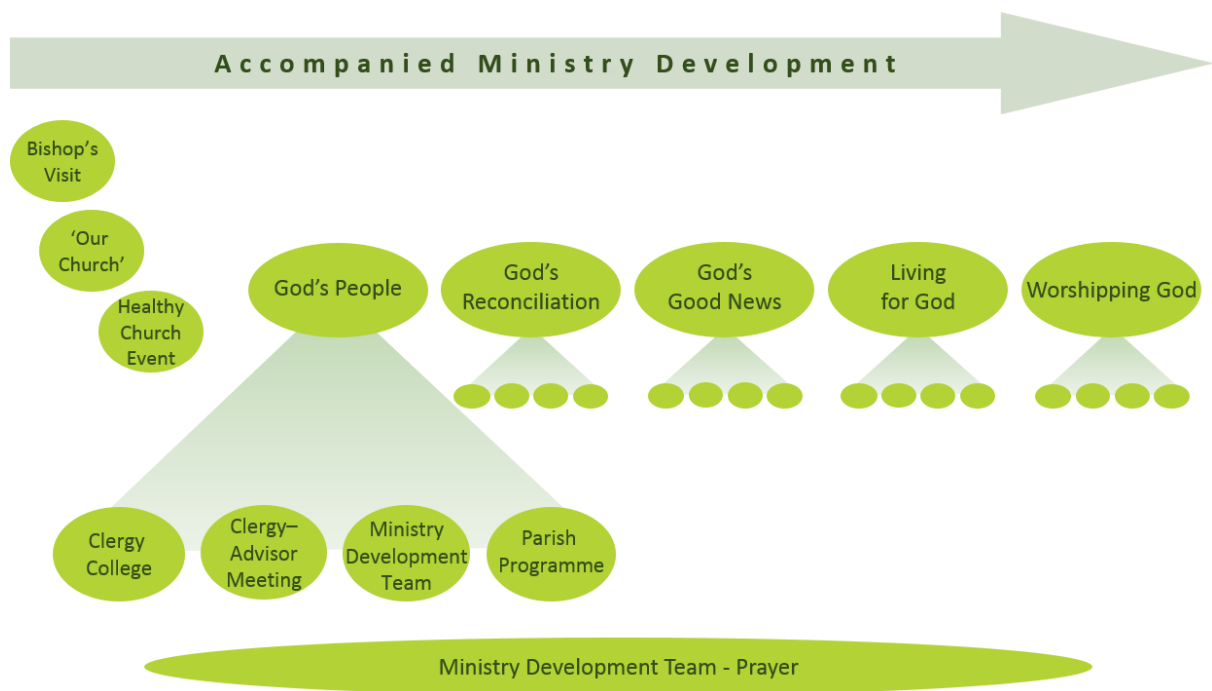 Accompanied Ministry Development
Bishop's
Visit
‘Our
Church’
Healthy
Church
Event
God's People
God's
Reconciliation
God's
Good News
Living
for God
Worshipping God
Clergy
College
Clergy–
Advisor
Meeting
Ministry
Development
Team
Parish
Programme
Ministry Development Team - Prayer